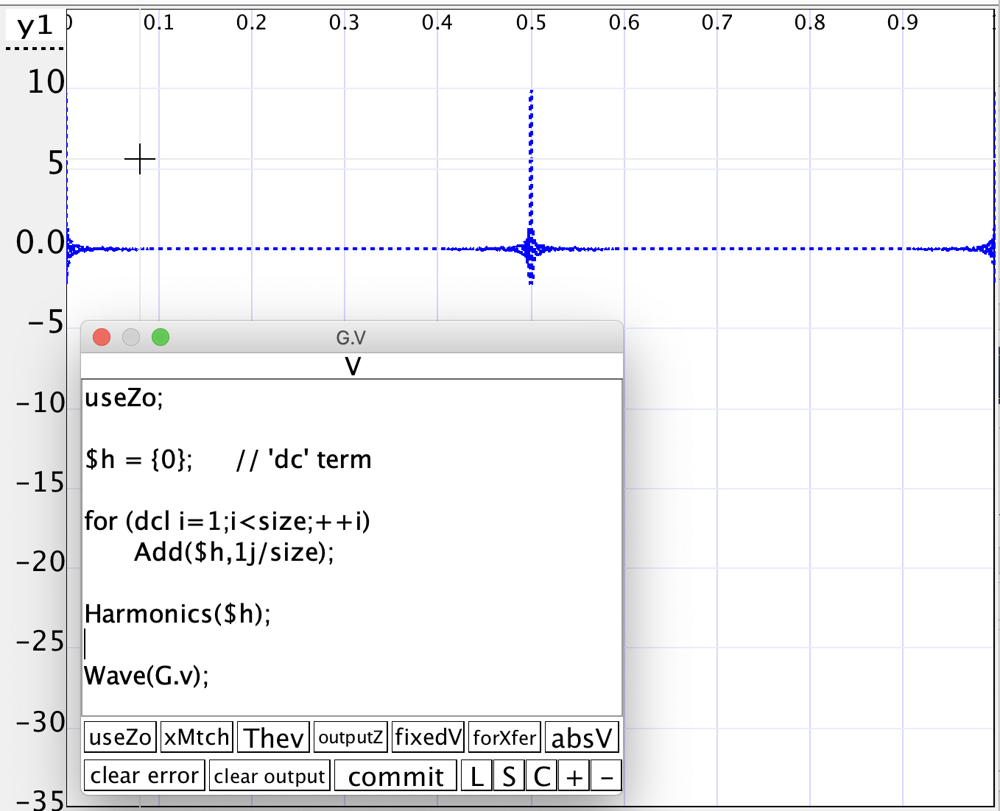 y1
0 0.1 0.2 0.3 0.4 0.5 0.6 0.7 0.8 0.9
10
5
0.0
-5
-10
-15
-20
-25
-30
-35
G.V
V
useZo;
$h = {0}; // 'dc' term
for (dcl i=1;i<size;++i)
Add($h,1j/size);
Harmonics($h);
Wave(G.v);
useZo xMtch Thev outputZ fixedV forXfer absV
clear error clear output commit L S C + -